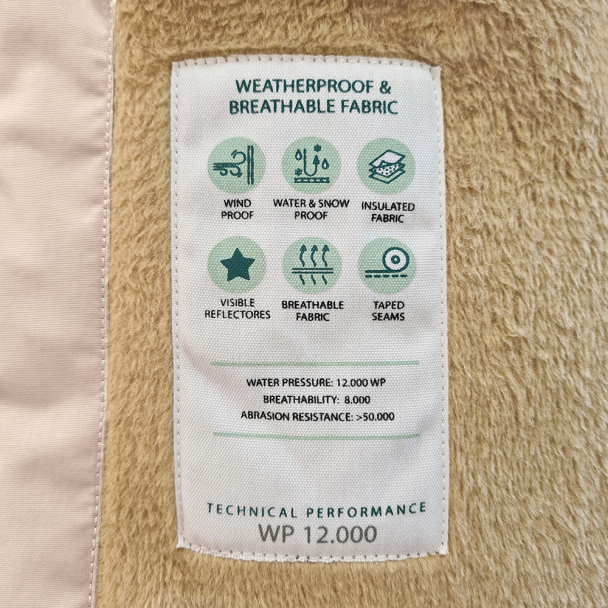 WEATHERPROOF &
BREATHABLE FABRIC
WIND
PROOF
WATER & SNOW
PROOF
INSULATED
FABRIC
VISIBLE
REFLECTORES
BREATHABLE
FABRIC
TAPED
SEAMS
WATER PRESSURE: 12.000 WP
BREATHABILITY: 8.000
ABRASION RESISTANCE: >50.000
TECHNICAL PERFORMANCE
WP 12.000